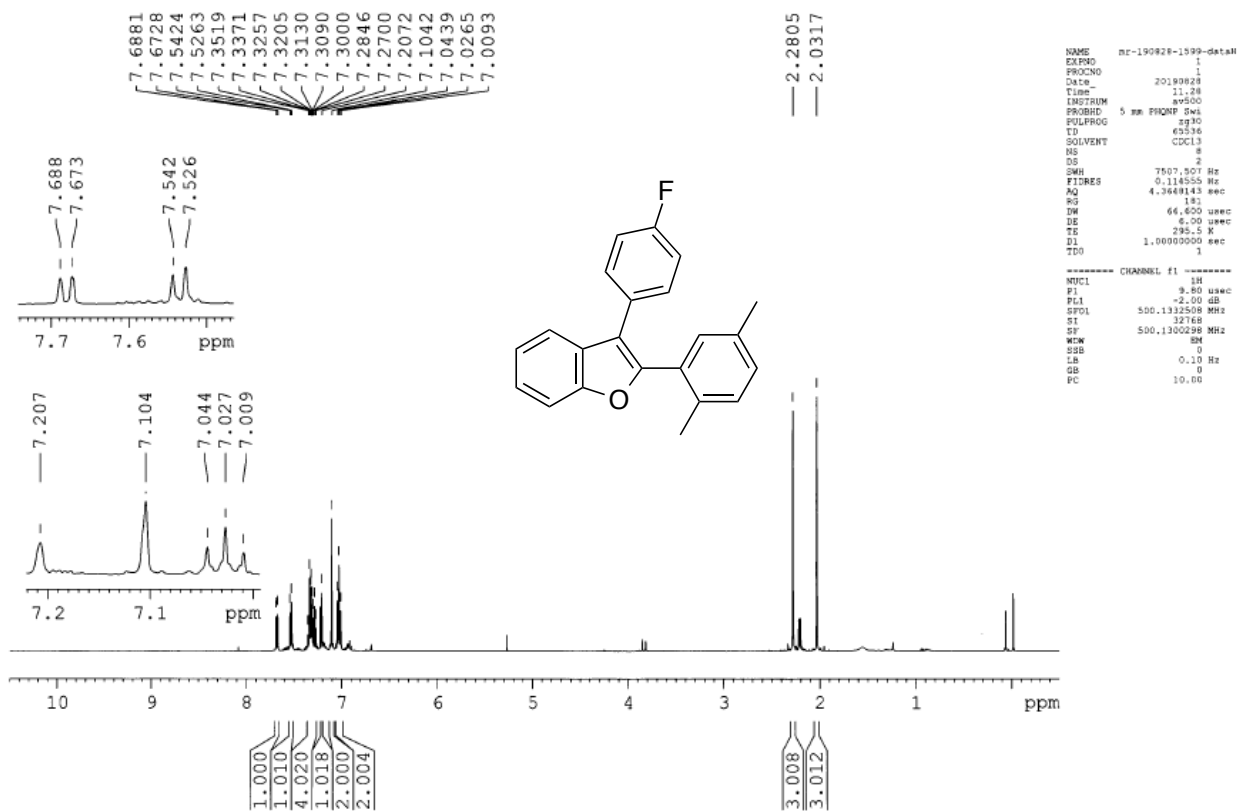 7.6881
7.6728
7.5424
7.5263
7.3519
7.3371
7.3257
7.3205
7.3130
7.3090
7.3000
7.2846
7.2700
7.2072
7.1042
7.0439
7.0265
7.0093
2.2805
2.0317
NAME nr-190828-1599-dataH
EXPNO 1
PROCNO 1
Date_ 20190828
Time 11.28
INSTRUM av500
PROBHD 5 mm PHQNP Swi
PULPROG zg30
TD 65536
SOLVENT CDCl3
NS 8
DS 2
SWH 7507.507 Hz
FIDRES 0.114555 Hz
AQ 4.3648143 sec
RG 181
DW 66.600 usec
DE 6.00 usec
TE 295.5 K
D1 1.00000000 sec
TD0 1
======== CHANNEL f1 ========
NUC1 1H
P1 9.80 usec
PL1 -2.00 dB
SFO1 500.1332508 MHz
SI 32768
SF 500.1300298 MHz
WDW EM
SSB 0
LB 0.10 Hz
GB 0
PC 10.00
7.688
7.673
7.542
7.526
7.7 7.6 ppm
F
O
7.207
7.104
7.044
7.027
7.009
7.2 7.1 ppm
10 9 8 7 6 5 4 3 2 1 ppm
1.000
1.010
4.020
1.018
2.000
2.004
3.008
3.012